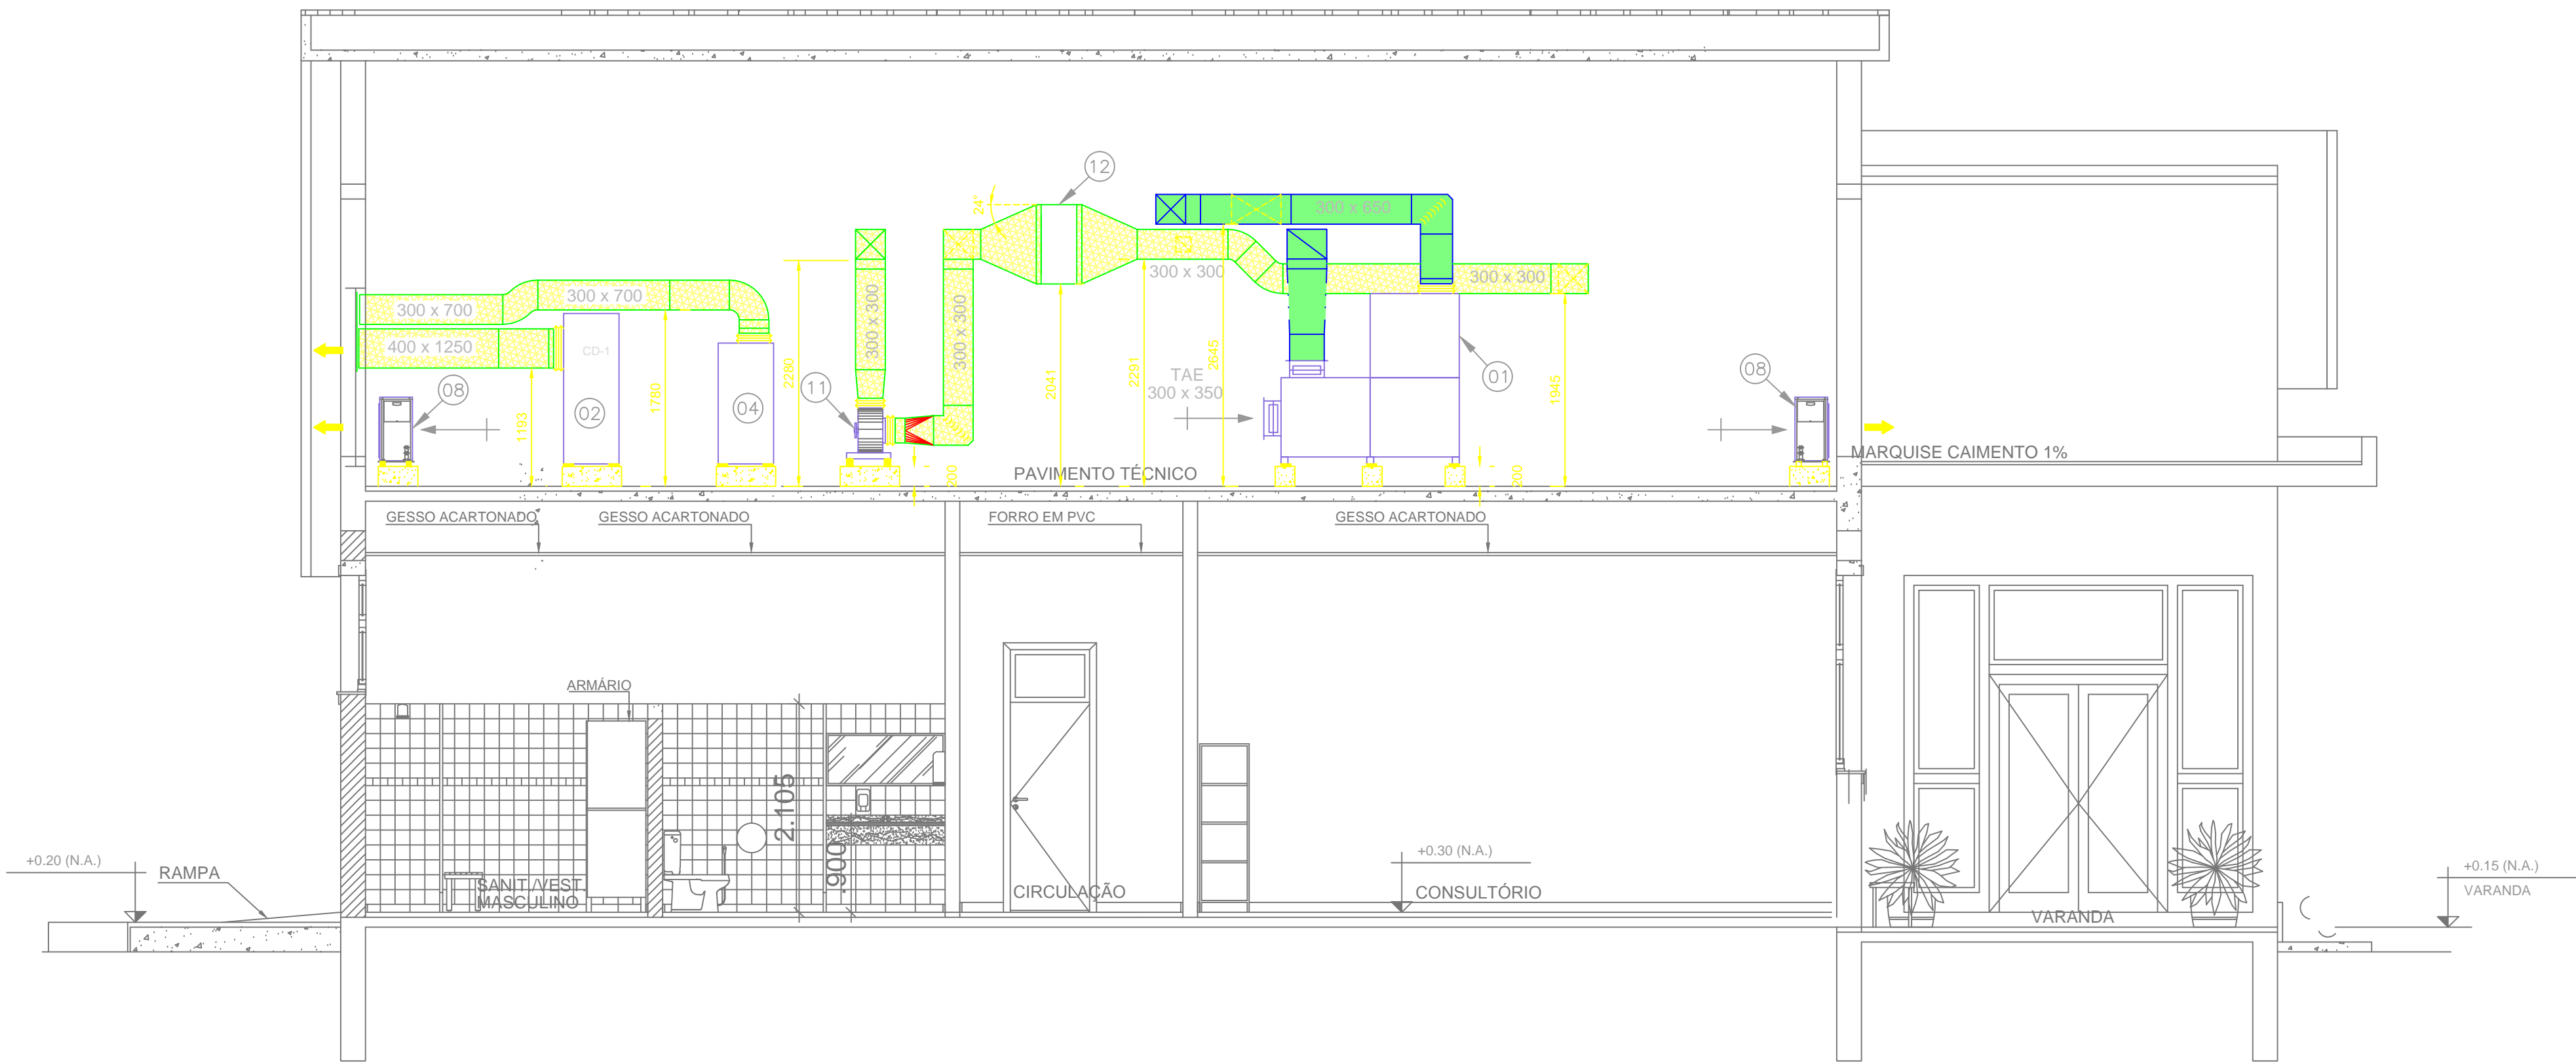 12
24°
300 x 650
300 x 300
300 x 300
300 x 700
300 x 700
400 x 1250
CD-1
300 x 300
300 x 300
2280
2041
2291
2645
1945
1780
1193
TAE
300 x 350
01
02
04
08
11
08
200
200
PAVIMENTO TÉCNICO
MARQUISE CAIMENTO 1%
GESSO ACARTONADO
GESSO ACARTONADO
FORRO EM PVC
GESSO ACARTONADO
ARMÁRIO
2.105
.900
+0.20 (N.A.)
RAMPA
SANIT./VEST.
MASCULINO
CIRCULAÇÃO
+0.30 (N.A.)
CONSULTÓRIO
VARANDA
+0.15 (N.A.)
VARANDA